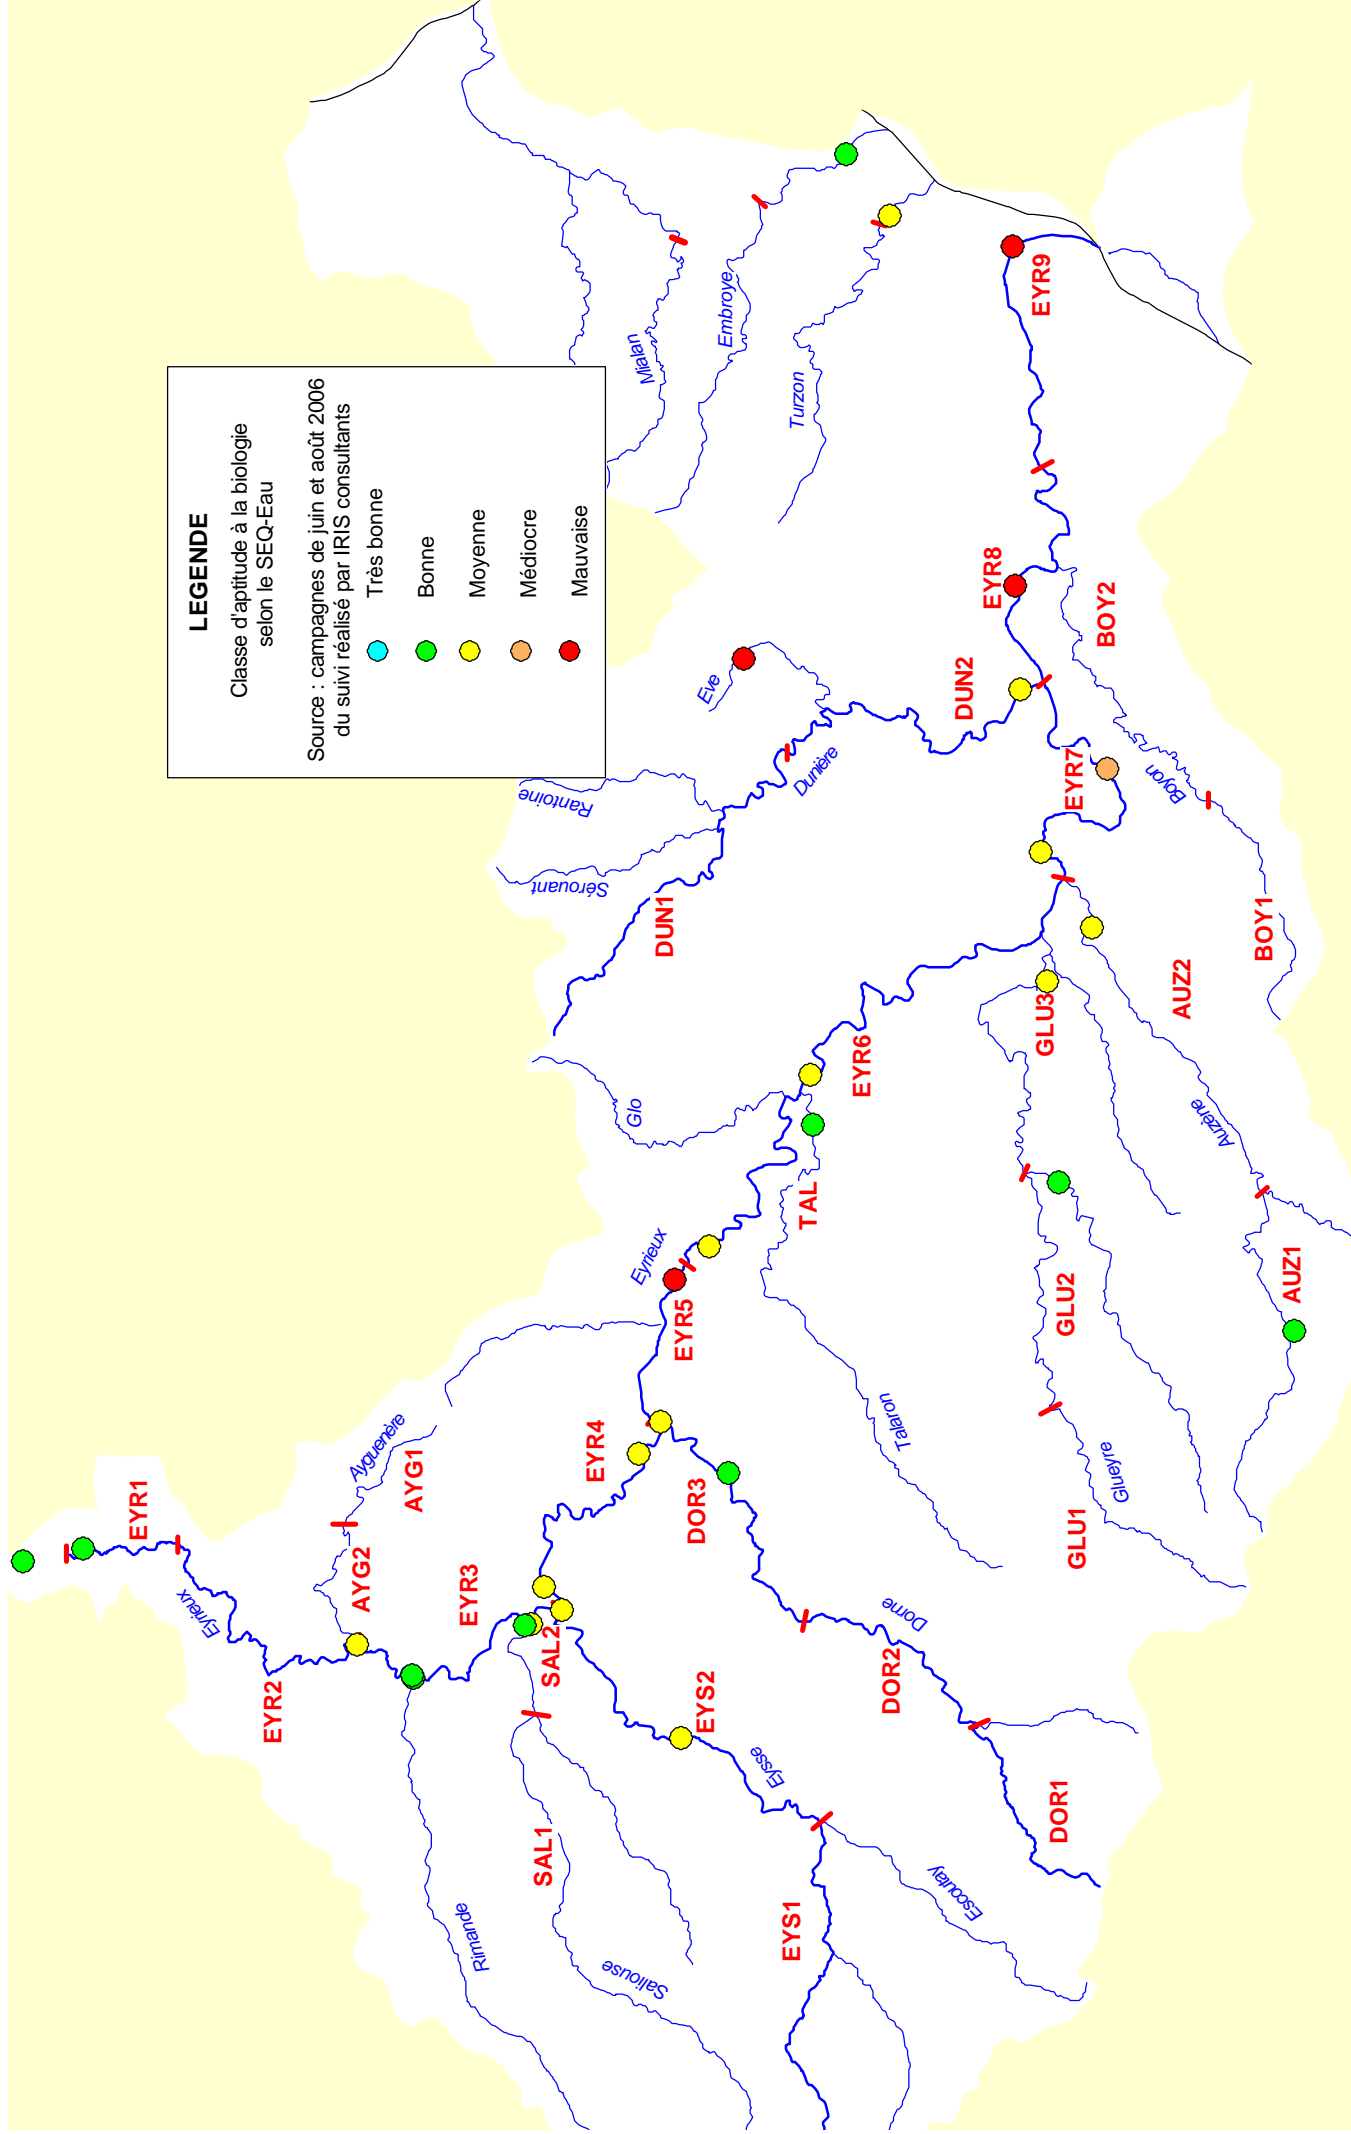 LEGENDE
Classe d'aptitude à la biologie
selon le SEQ-Eau
Source : campagnes de juin et août 2006
du suivi réalisé par IRIS consultants
Très bonne
Bonne
Moyenne
Médiocre
Mauvaise
Mialan
Embroye
Turzon
EYR9
EYR8
BOY2
DUN2
Eve
Dunière
Rantoine
Sérouant
DUN1
EYR7
Boyon
BOY1
AUZ2
GLU3
Auzène
AUZ1
EYR6
Glo
TAL
Eyrieux
EYR5
GLU2
Talaron
Glueyre
GLU1
EYR4
DOR3
Ayguenère
AYG1
AYG2
EYR1
Eyrieux
EYR2
EYR3
SAL2
EYS2
Dorne
DOR2
DOR1
Eysse
Escoutay
EYS1
SAL1
Saliouse
Rimande